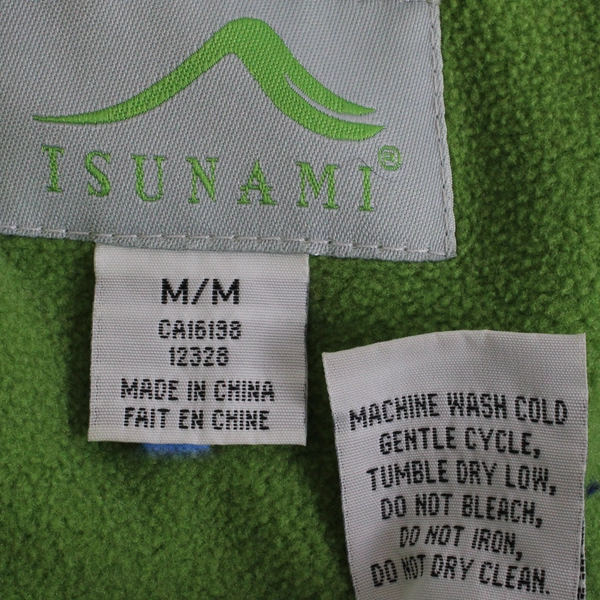 TSUNAMI®
M/M
CA16198
12328
MADE IN CHINA
FAIT EN CHINE
MACHINE WASH COLD
GENTLE CYCLE,
TUMBLE DRY LOW,
DO NOT BLEACH,
DO NOT IRON,
DO NOT DRY CLEAN.